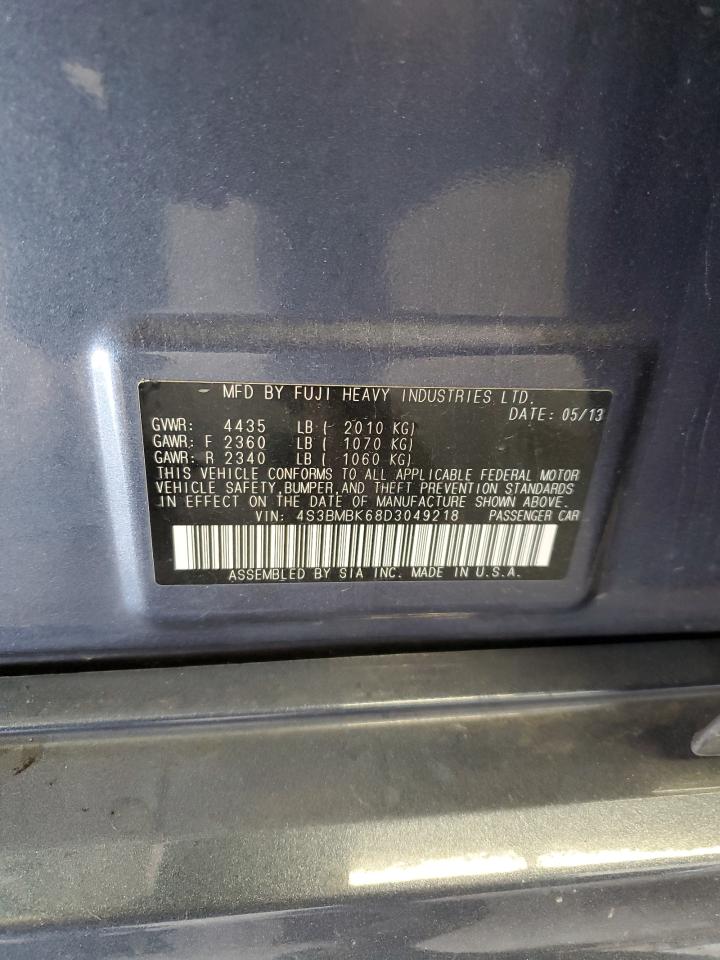 MFD BY FUJI HEAVY INDUSTRIES, LTD.
DATE: 05/13
GVWR: 4435 LB ( 2010 KG)
GAWR: F 2360 LB ( 1070 KG)
GAWR: R 2340 LB ( 1060 KG)
THIS VEHICLE CONFORMS TO ALL APPLICABLE FEDERAL MOTOR
VEHICLE SAFETY, BUMPER, AND THEFT PREVENTION STANDARDS
IN EFFECT ON THE DATE OF MANUFACTURE SHOWN ABOVE.
VIN: 4S3BMBK68D3049218 PASSENGER CAR
ASSEMBLED BY SIA INC. MADE IN U.S.A.